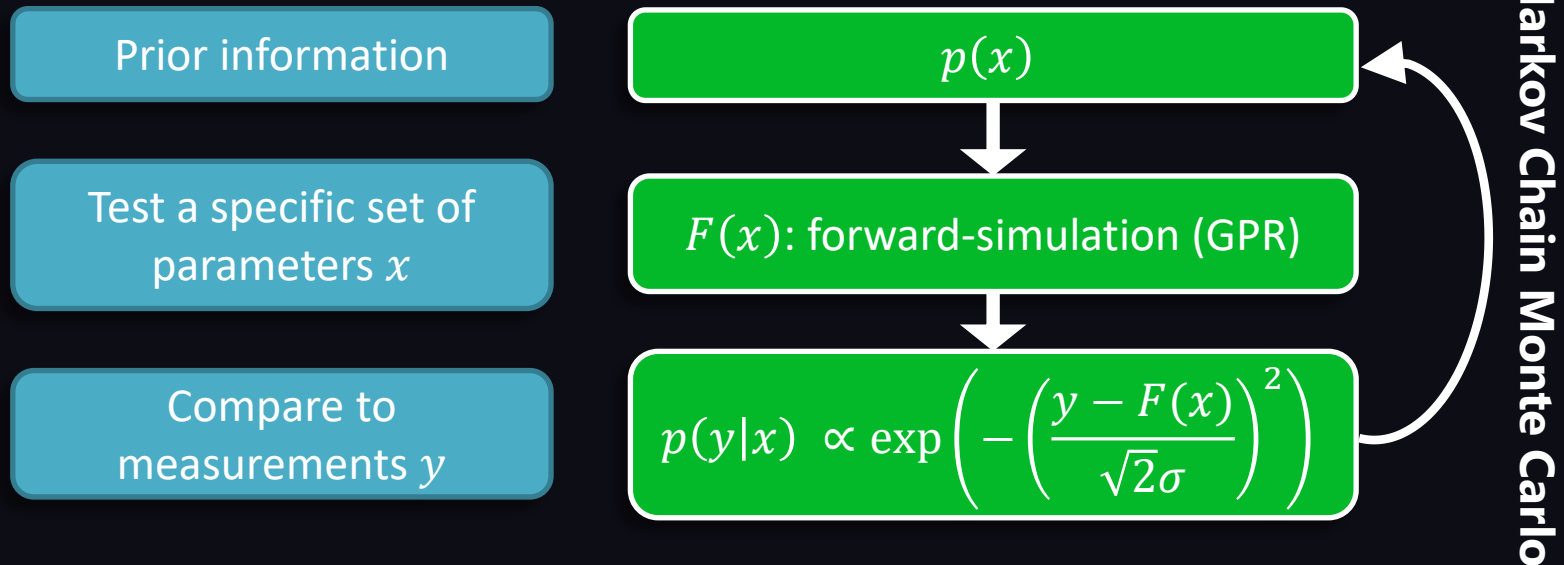 Prior information
p(x)
Test a specific set of
parameters x
F(x): forward-simulation (GPR)
Compare to
measurements y
p(y|x) ∝ exp(−((y − F(x))/(√2σ))²)
Chain Monte Carlo